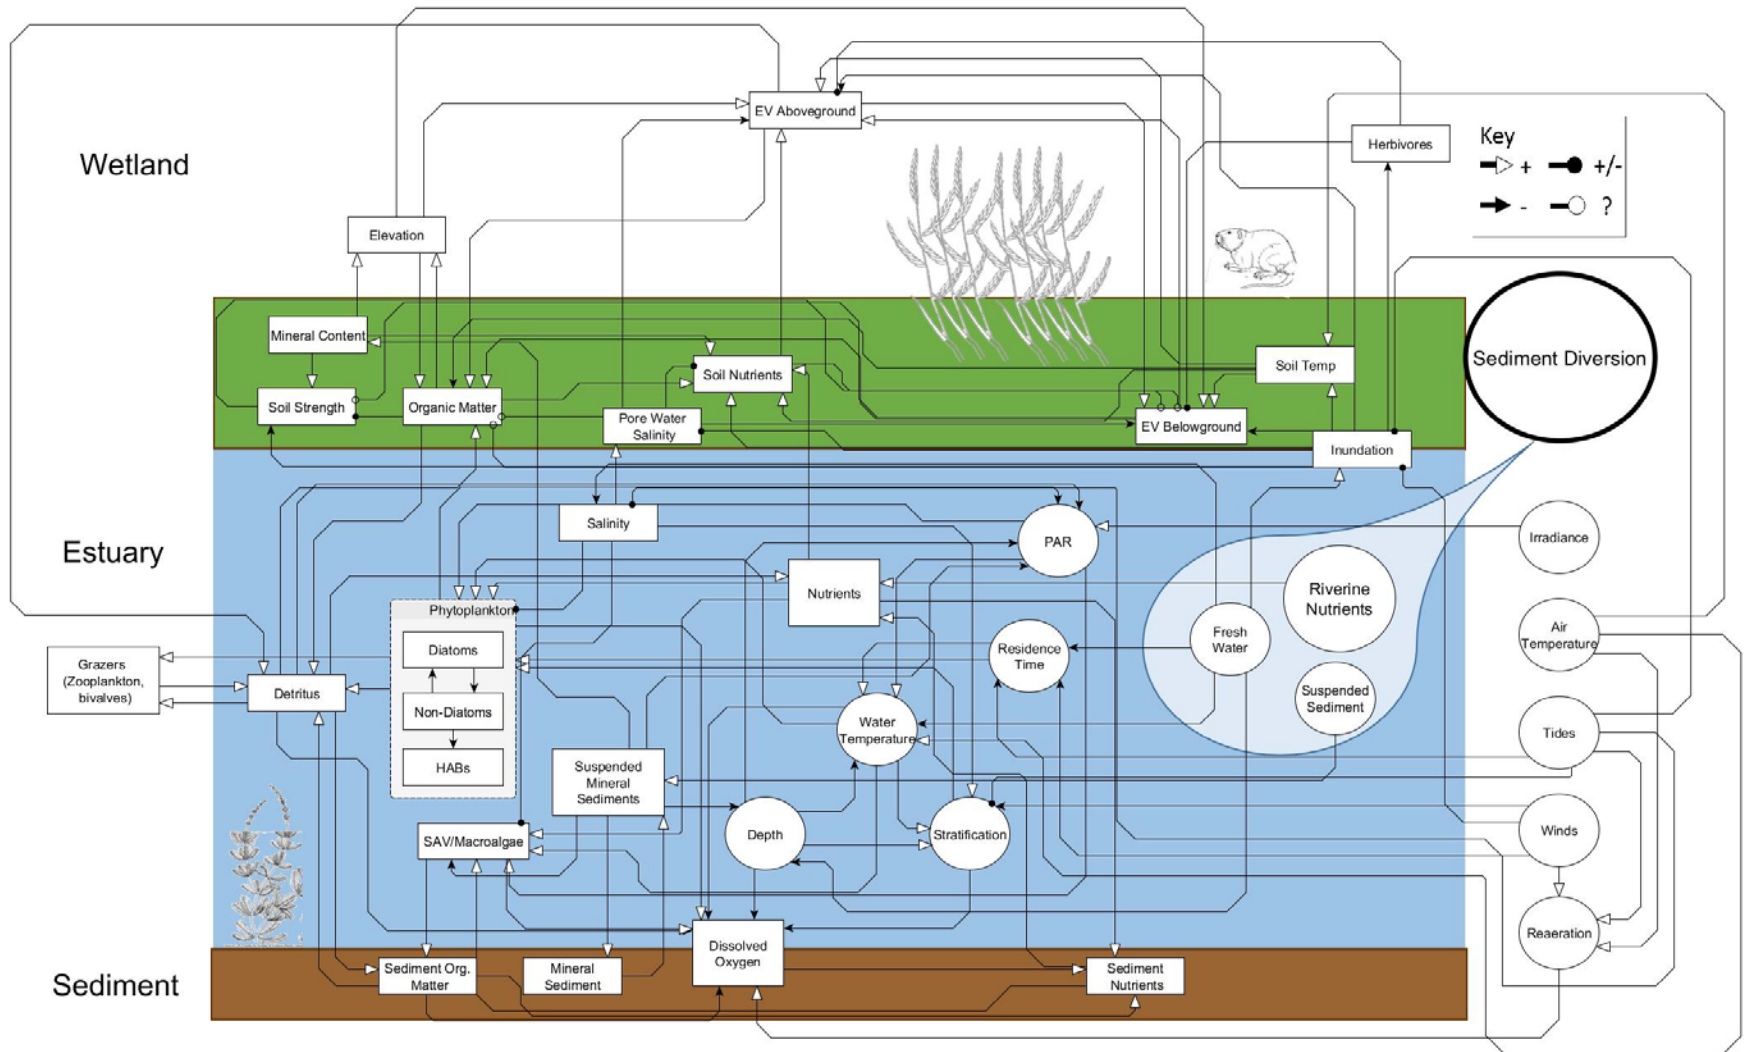 EV Aboveground
Herbivores
Key
+
+/-
-
?
Wetland
Elevation
Mineral Content
Soil Strength
Organic Matter
Soil Nutrients
Pore Water
Salinity
EV Belowground
Soil Temp
Inundation
Sediment Diversion
Estuary
Salinity
PAR
Nutrients
Riverine
Nutrients
Fresh
Water
Suspended
Sediment
Irradiance
Air
Temperature
Tides
Winds
Reaeration
Phytoplankton
Diatoms
Non-Diatoms
HABs
Grazers
(Zooplankton,
bivalves)
Detritus
Residence
Time
Water
Temperature
Suspended
Mineral
Sediments
SAV/Macroalgae
Depth
Stratification
Sediment
Sediment Org.
Matter
Mineral
Sediment
Dissolved
Oxygen
Sediment
Nutrients